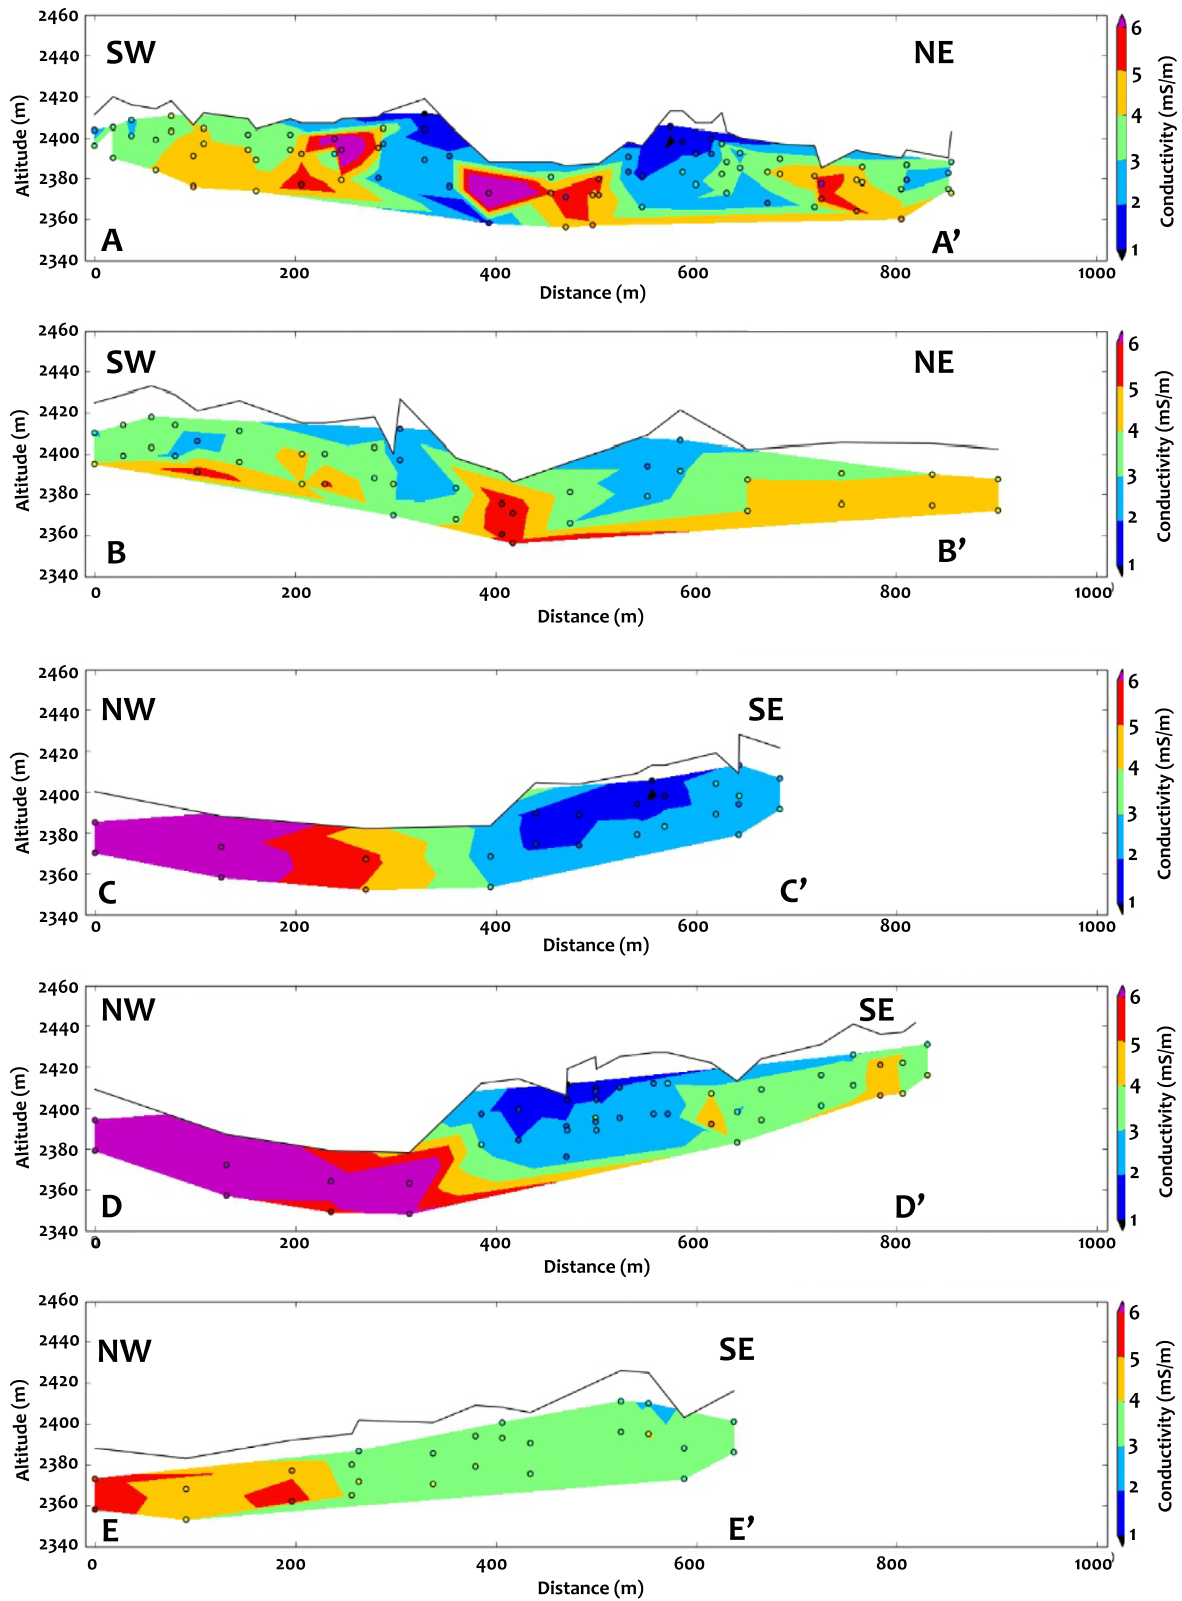 2460
2440
2420
2400
2380
2360
2340
Altitude (m)
SW
NE
A
A’
0
200
400
600
800
1000
Distance (m)
6
5
4
3
2
1
Conductivity (mS/m)
2460
2440
2420
2400
2380
2360
2340
Altitude (m)
SW
NE
B
B’
0
200
400
600
800
1000
Distance (m)
6
5
4
3
2
1
Conductivity (mS/m)
2460
2440
2420
2400
2380
2360
2340
Altitude (m)
NW
SE
C
C’
0
200
400
600
800
1000
Distance (m)
6
5
4
3
2
1
Conductivity (mS/m)
2460
2440
2420
2400
2380
2360
2340
Altitude (m)
NW
SE
D
D’
0
200
400
600
800
1000
Distance (m)
6
5
4
3
2
1
Conductivity (mS/m)
2460
2440
2420
2400
2380
2360
2340
Altitude (m)
NW
SE
E
E’
0
200
400
600
800
1000
Distance (m)
6
5
4
3
2
1
Conductivity (mS/m)